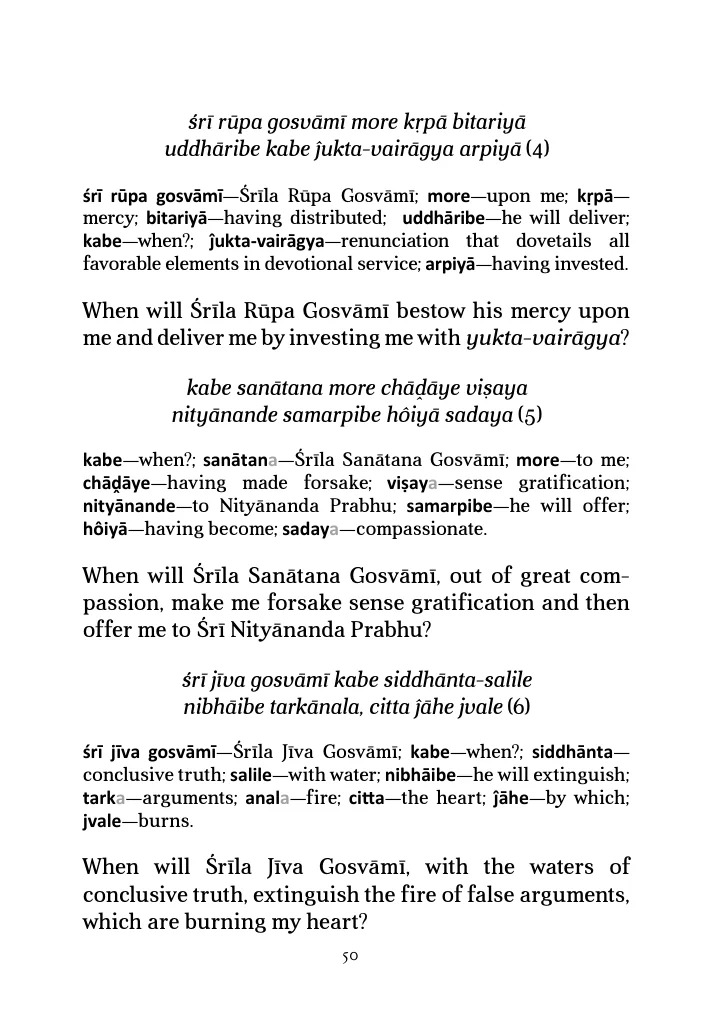 śrī rūpa gosvāmī more kṛpā bitariyā
uddhāribe kabe ĵukta-vairāgya arpiyā (4)
śrī rūpa gosvāmī—Śrīla Rūpa Gosvāmī; more—upon me; kṛpā—
mercy; bitariyā—having distributed; uddhāribe—he will deliver;
kabe—when?; ĵukta-vairāgya—renunciation that dovetails all
favorable elements in devotional service; arpiyā—having invested.
When will Śrīla Rūpa Gosvāmī bestow his mercy upon
me and deliver me by investing me with yukta-vairāgya?
kabe sanātana more chāḓāye viṣaya
nityānande samarpibe hôiyā sadaya (5)
kabe—when?; sanātana—Śrīla Sanātana Gosvāmī; more—to me;
chāḓāye—having made forsake; viṣaya—sense gratification;
nityānande—to Nityānanda Prabhu; samarpibe—he will offer;
hôiyā—having become; sadaya—compassionate.
When will Śrīla Sanātana Gosvāmī, out of great com-
passion, make me forsake sense gratification and then
offer me to Śrī Nityānanda Prabhu?
śrī jīva gosvāmī kabe siddhānta-salile
nibhāibe tarkānala, citta ĵāhe jvale (6)
śrī jīva gosvāmī—Śrīla Jīva Gosvāmī; kabe—when?; siddhānta—
conclusive truth; salile—with water; nibhāibe—he will extinguish;
tarka—arguments; anala—fire; citta—the heart; ĵāhe—by which;
jvale—burns.
When will Śrīla Jīva Gosvāmī, with the waters of
conclusive truth, extinguish the fire of false arguments,
which are burning my heart?
50